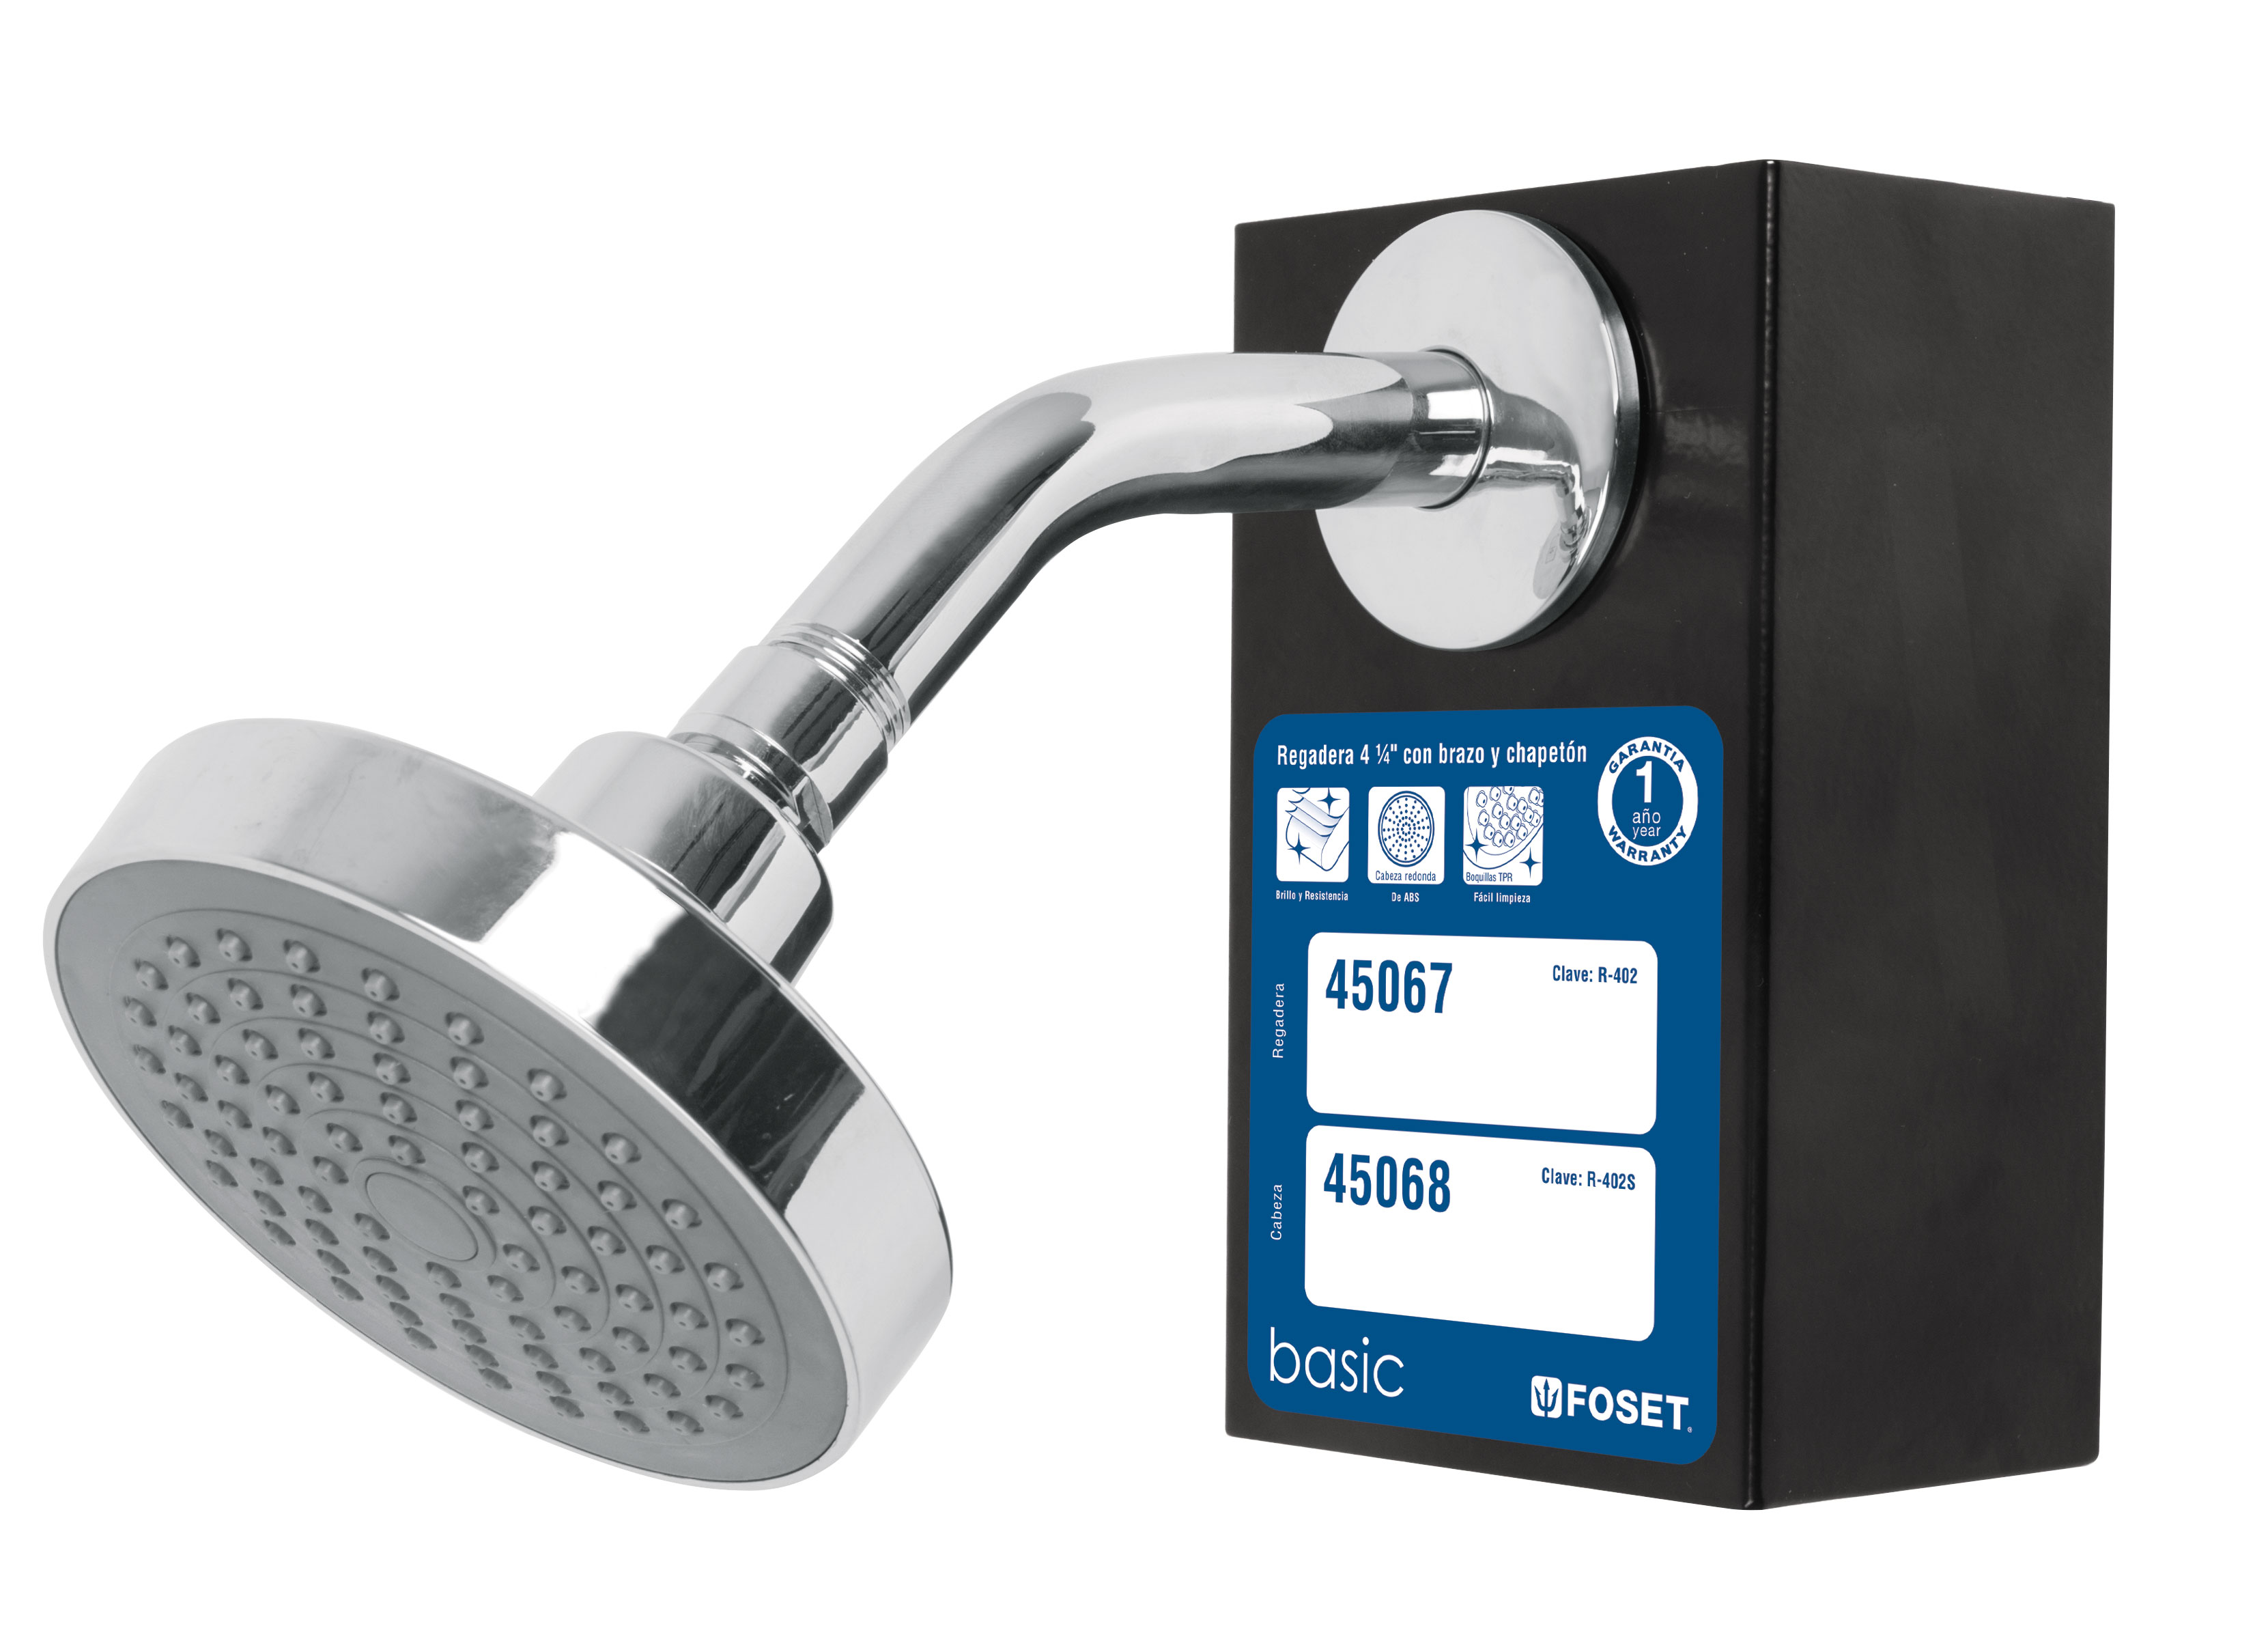 Regadera 4 ¼" con brazo y chapetón
GARANTIA
1
año
year
WARRANTY
Cabeza redonda
Boquillas TPR
Brillo y Resistencia
De ABS
Fácil limpieza
Regadera
45067
Clave: R-402
Cabeza
45068
Clave: R-402S
basic
FOSET®